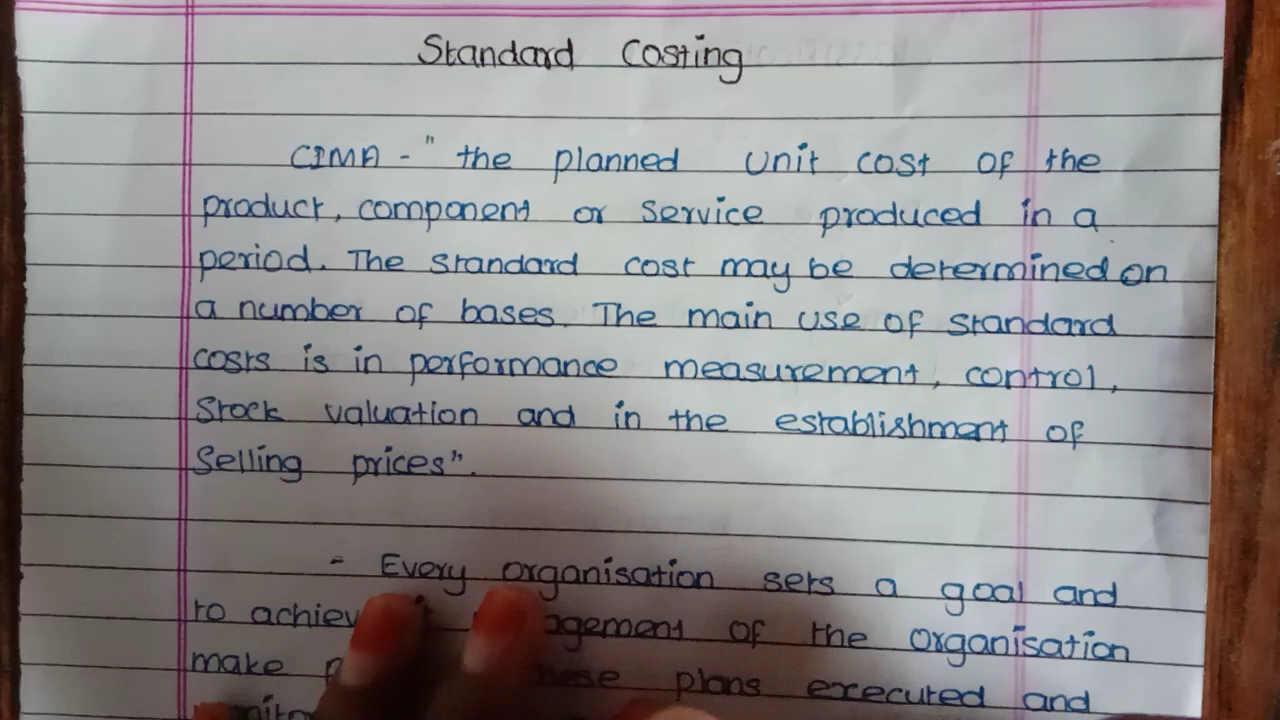 Standard Costing
CIMA - " the planned unit cost of the
product, component or service produced in a
period. The standard cost may be determined on
a number of bases. The main use of standard
costs is in performance measurement, control,
Stock valuation and in the establishment of
Selling prices".
- Every organisation sets a goal and
to of the organisation
make plans executed and